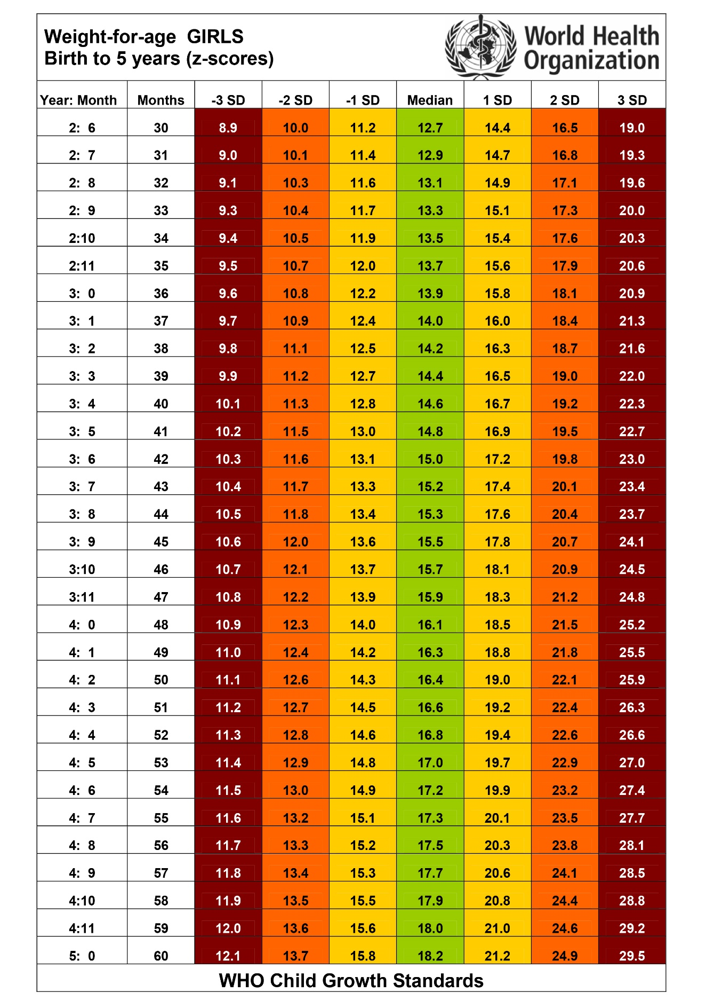 Weight-for-age GIRLS
Birth to 5 years (z-scores)
World Health
Organization
Year: Month Months -3 SD -2 SD -1 SD Median 1 SD 2 SD 3 SD
2: 6 30 8.9 10.0 11.2 12.7 14.4 16.5 19.0
2: 7 31 9.0 10.1 11.4 12.9 14.7 16.8 19.3
2: 8 32 9.1 10.3 11.6 13.1 14.9 17.1 19.6
2: 9 33 9.3 10.4 11.7 13.3 15.1 17.3 20.0
2:10 34 9.4 10.5 11.9 13.5 15.4 17.6 20.3
2:11 35 9.5 10.7 12.0 13.7 15.6 17.9 20.6
3: 0 36 9.6 10.8 12.2 13.9 15.8 18.1 20.9
3: 1 37 9.7 10.9 12.4 14.0 16.0 18.4 21.3
3: 2 38 9.8 11.1 12.5 14.2 16.3 18.7 21.6
3: 3 39 9.9 11.2 12.7 14.4 16.5 19.0 22.0
3: 4 40 10.1 11.3 12.8 14.6 16.7 19.2 22.3
3: 5 41 10.2 11.5 13.0 14.8 16.9 19.5 22.7
3: 6 42 10.3 11.6 13.1 15.0 17.2 19.8 23.0
3: 7 43 10.4 11.7 13.3 15.2 17.4 20.1 23.4
3: 8 44 10.5 11.8 13.4 15.3 17.6 20.4 23.7
3: 9 45 10.6 12.0 13.6 15.5 17.8 20.7 24.1
3:10 46 10.7 12.1 13.7 15.7 18.1 20.9 24.5
3:11 47 10.8 12.2 13.9 15.9 18.3 21.2 24.8
4: 0 48 10.9 12.3 14.0 16.1 18.5 21.5 25.2
4: 1 49 11.0 12.4 14.2 16.3 18.8 21.8 25.5
4: 2 50 11.1 12.6 14.3 16.4 19.0 22.1 25.9
4: 3 51 11.2 12.7 14.5 16.6 19.2 22.4 26.3
4: 4 52 11.3 12.8 14.6 16.8 19.4 22.6 26.6
4: 5 53 11.4 12.9 14.8 17.0 19.7 22.9 27.0
4: 6 54 11.5 13.0 14.9 17.2 19.9 23.2 27.4
4: 7 55 11.6 13.2 15.1 17.3 20.1 23.5 27.7
4: 8 56 11.7 13.3 15.2 17.5 20.3 23.8 28.1
4: 9 57 11.8 13.4 15.3 17.7 20.6 24.1 28.5
4:10 58 11.9 13.5 15.5 17.9 20.8 24.4 28.8
4:11 59 12.0 13.6 15.6 18.0 21.0 24.6 29.2
5: 0 60 12.1 13.7 15.8 18.2 21.2 24.9 29.5
WHO Child Growth Standards